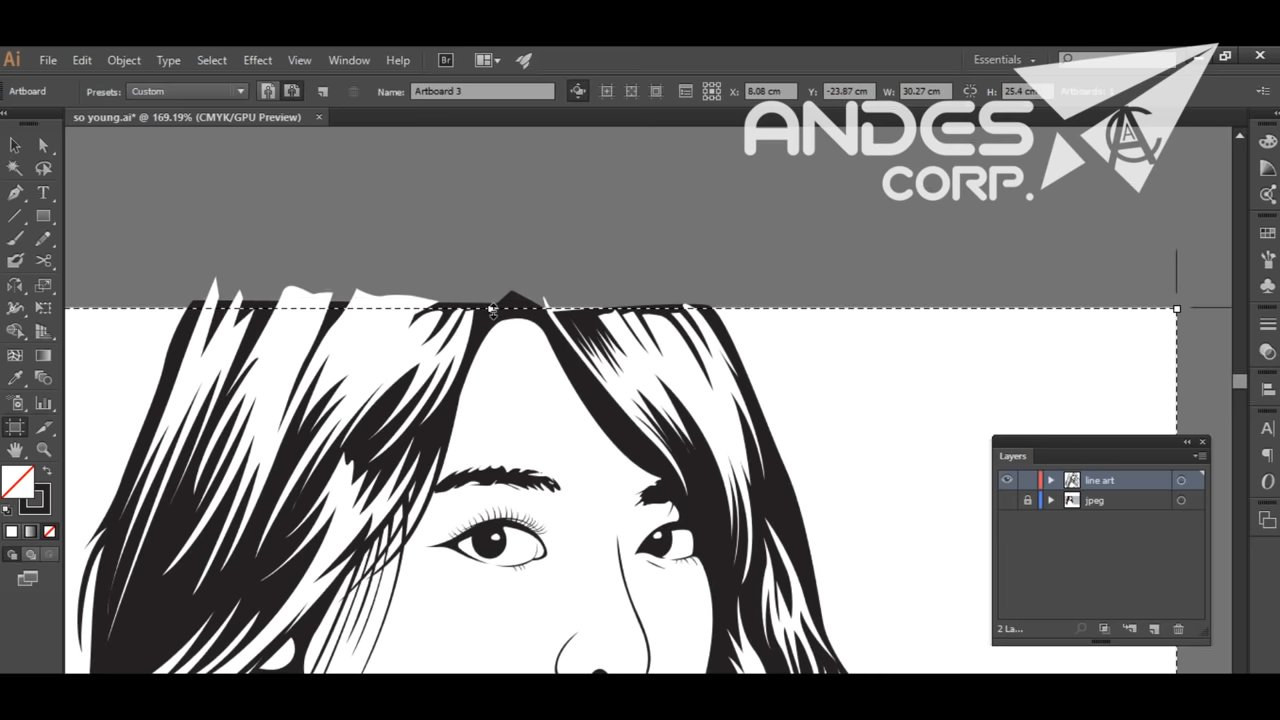 Ai File Edit Object Type Select Effect View Window Help Br Essentials
Artboard Presets: Custom Name: Artboard 3 X: 8.08 cm Y: -23.87 cm W: 30.27 cm H: 25.4 cm Artboards:
so young.ai* @ 169.19% (CMYK/GPU Preview)
ANDES
CORP.
Layers
line art
jpeg
2 La...